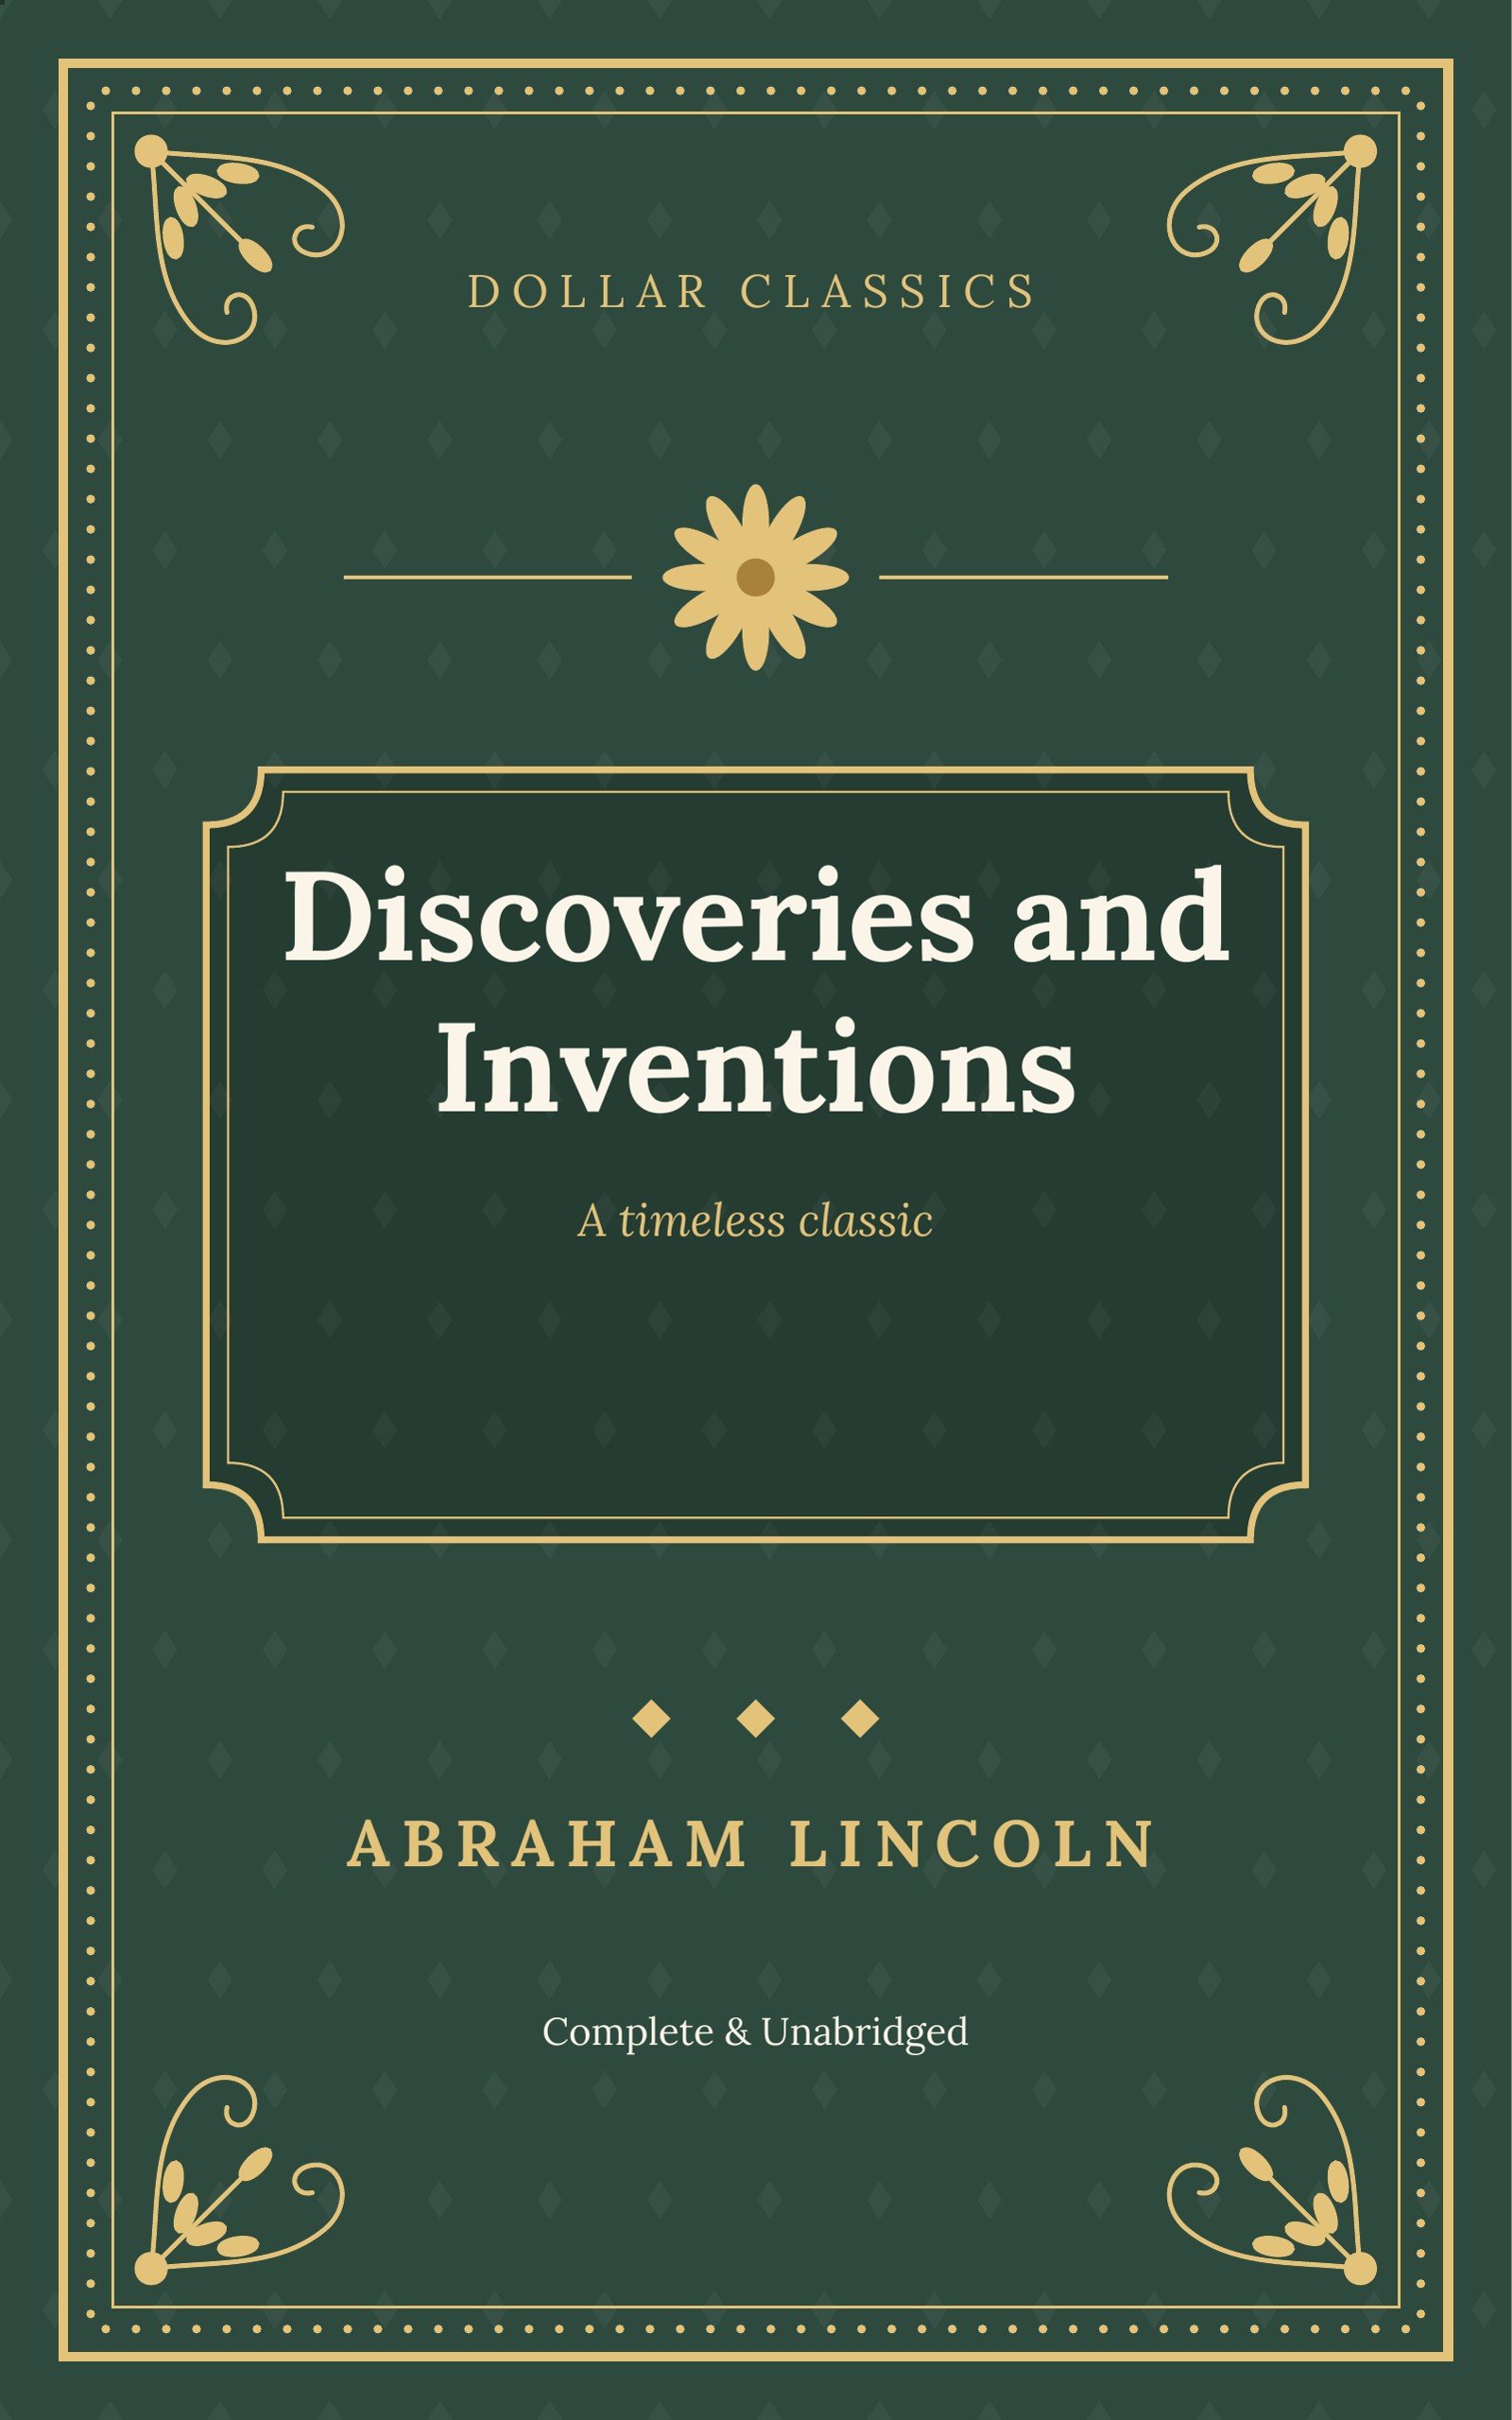 DOLLAR CLASSICS
Discoveries and
Inventions
A timeless classic
ABRAHAM LINCOLN
Complete & Unabridged